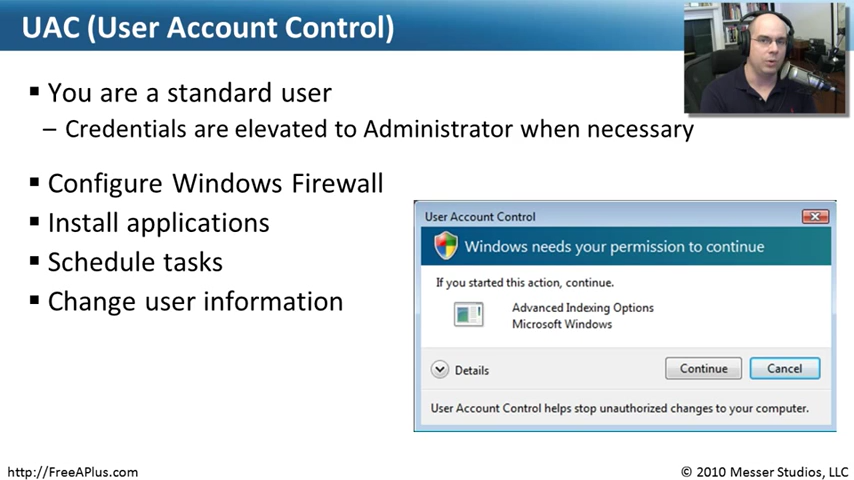 UAC (User Account Control)
▪ You are a standard user
– Credentials are elevated to Administrator when necessary
▪ Configure Windows Firewall
▪ Install applications
▪ Schedule tasks
▪ Change user information
User Account Control
Windows needs your permission to continue
If you started this action, continue.
Advanced Indexing Options
Microsoft Windows
Details
Continue
Cancel
User Account Control helps stop unauthorized changes to your computer.
http://FreeAPlus.com
© 2010 Messer Studios, LLC